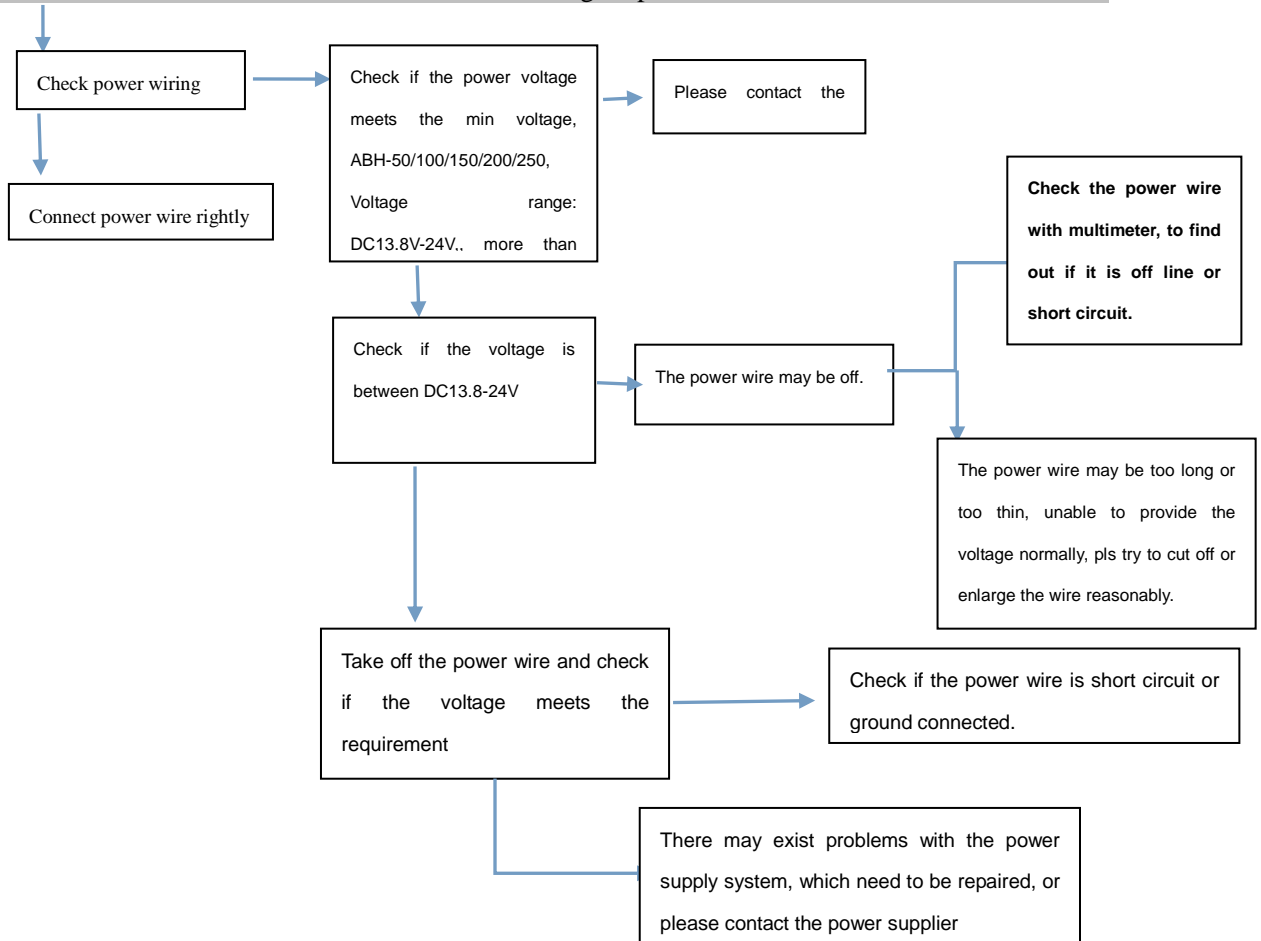 Check power wiring
Connect power wire rightly
Check if the power voltage
meets the min voltage,
ABH-50/100/150/200/250,
Voltage range:
DC13.8V-24V,, more than
Please contact the
Check the power wire
with multimeter, to find
out if it is off line or
short circuit.
Check if the voltage is
between DC13.8-24V
The power wire may be off.
The power wire may be too long or
too thin, unable to provide the
voltage normally, pls try to cut off or
enlarge the wire reasonably.
Take off the power wire and check
if the voltage meets the
requirement
Check if the power wire is short circuit or
ground connected.
There may exist problems with the power
supply system, which need to be repaired, or
please contact the power supplier